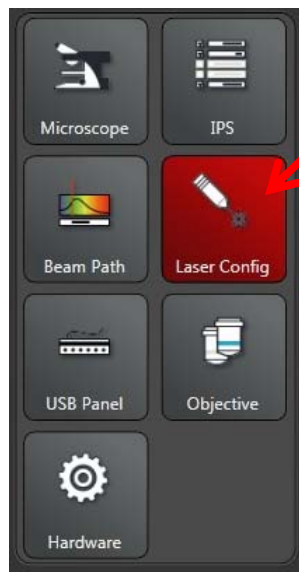 Microscope
IPS
Beam Path
Laser Config
USB Panel
Objective
Hardware